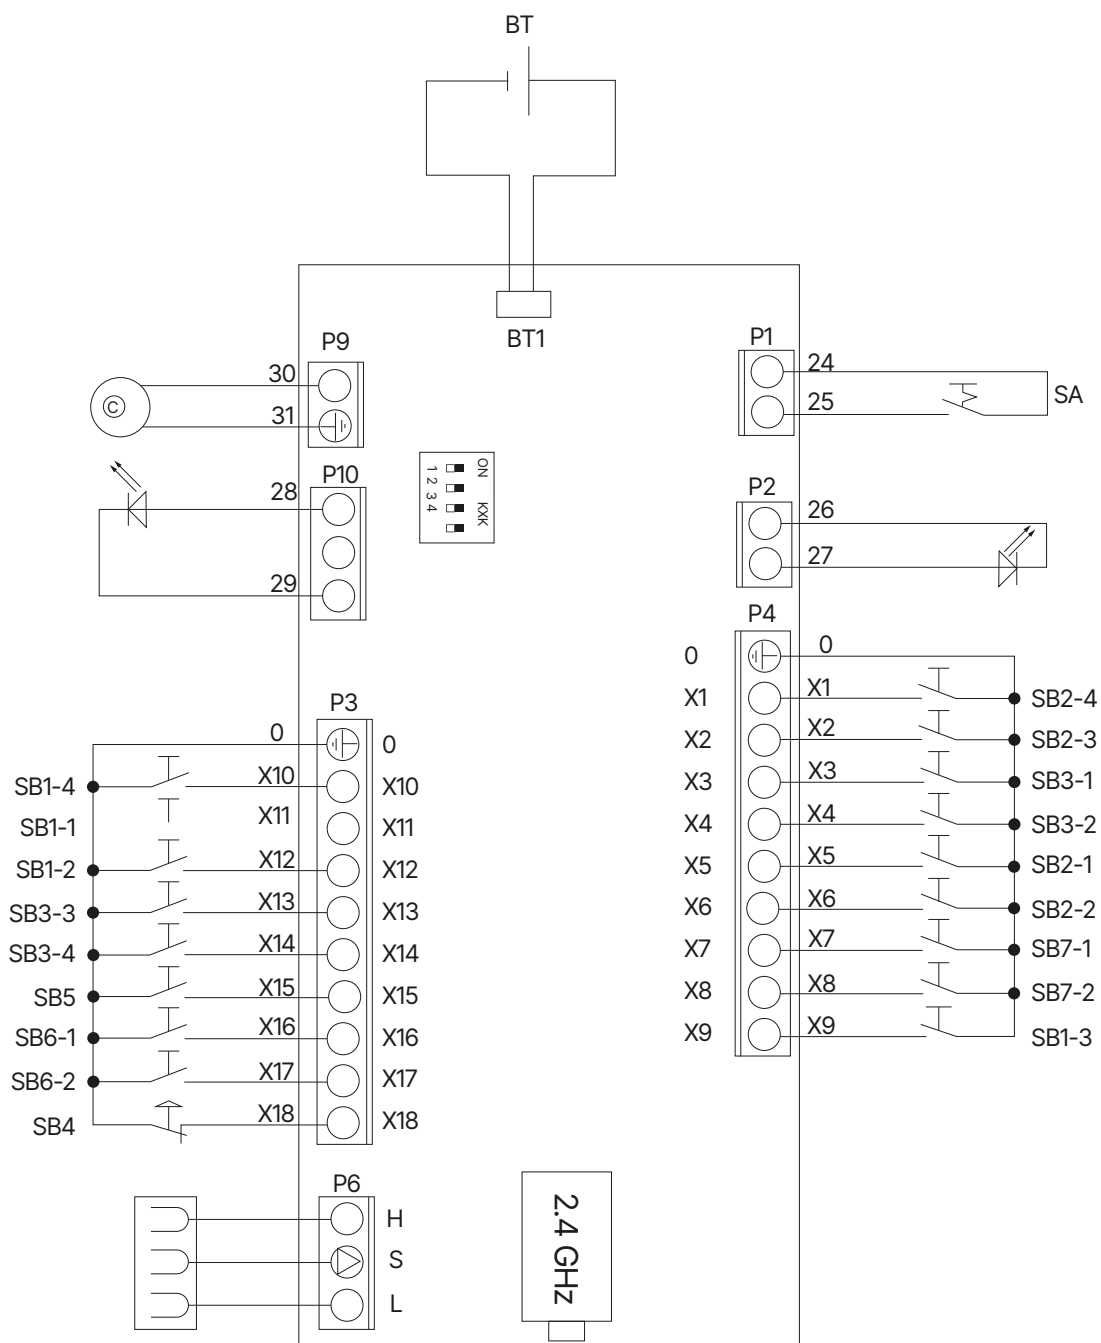 BT
BT1
P9
30
31
C
P1
24
25
SA
P10
28
29
ON
KXK
1 2 3 4
P2
26
27
P4
0 0
X1 X1 SB2-4
X2 X2 SB2-3
X3 X3 SB3-1
X4 X4 SB3-2
X5 X5 SB2-1
X6 X6 SB2-2
X7 X7 SB7-1
X8 X8 SB7-2
X9 X9 SB1-3
P3
0 0
SB1-4 X10 X10
SB1-1 X11 X11
SB1-2 X12 X12
SB3-3 X13 X13
SB3-4 X14 X14
SB5 X15 X15
SB6-1 X16 X16
SB6-2 X17 X17
SB4 X18 X18
P6
H
S
L
2.4 GHz